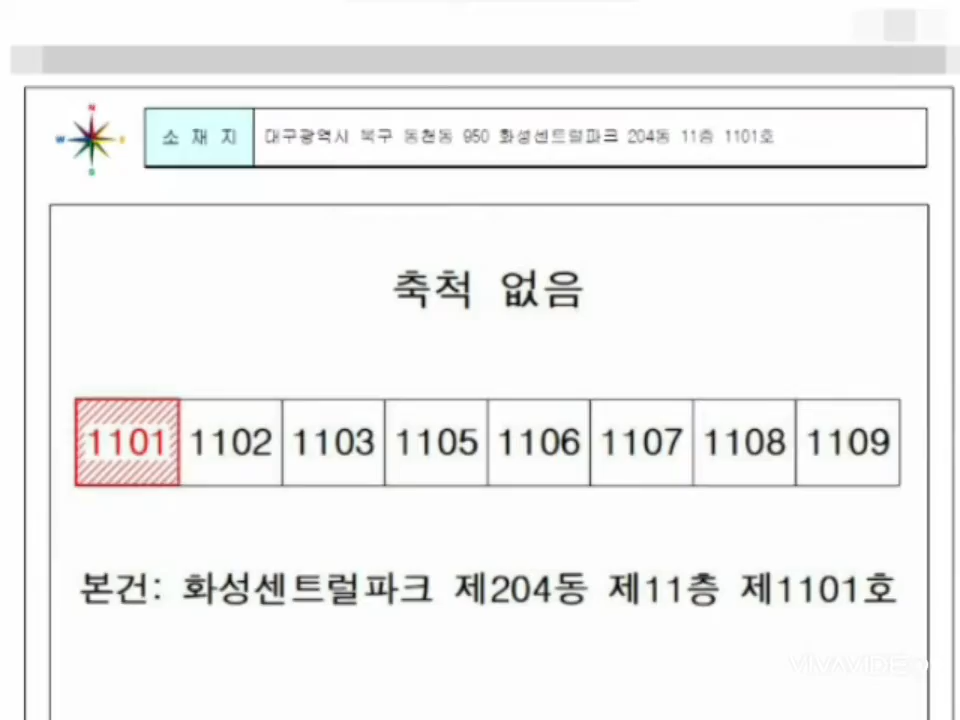 N
W E
S
소 재 지 대구광역시 북구 동천동 950 화성센트럴파크 204동 11층 1101호
축척 없음
1101 1102 1103 1105 1106 1107 1108 1109
본건: 화성센트럴파크 제204동 제11층 제1101호
VIVAVIDEO